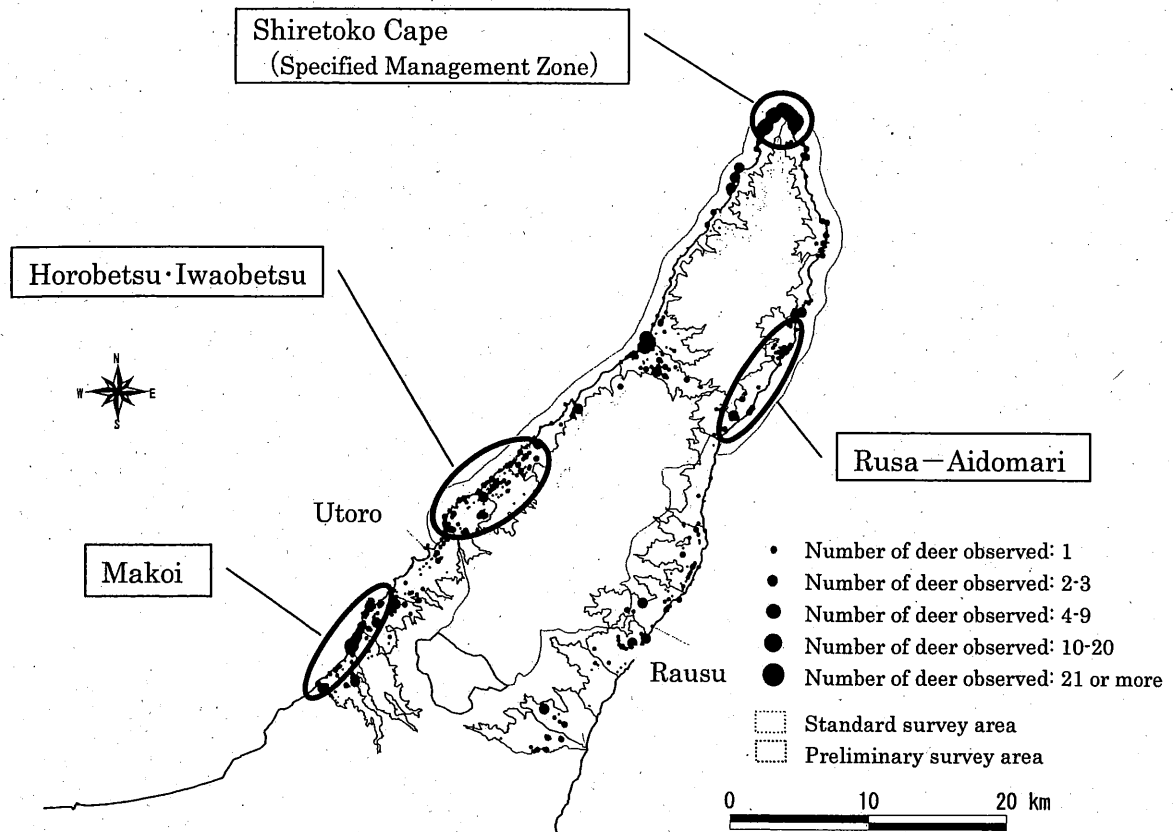 Shiretoko Cape
(Specified Management Zone)
Horobetsu･Iwaobetsu
N
W E
S
Rusa－Aidomari
Utoro
Makoi
Rausu
Number of deer observed: 1
Number of deer observed: 2-3
Number of deer observed: 4-9
Number of deer observed: 10-20
Number of deer observed: 21 or more
Standard survey area
Preliminary survey area
0 10 20 km